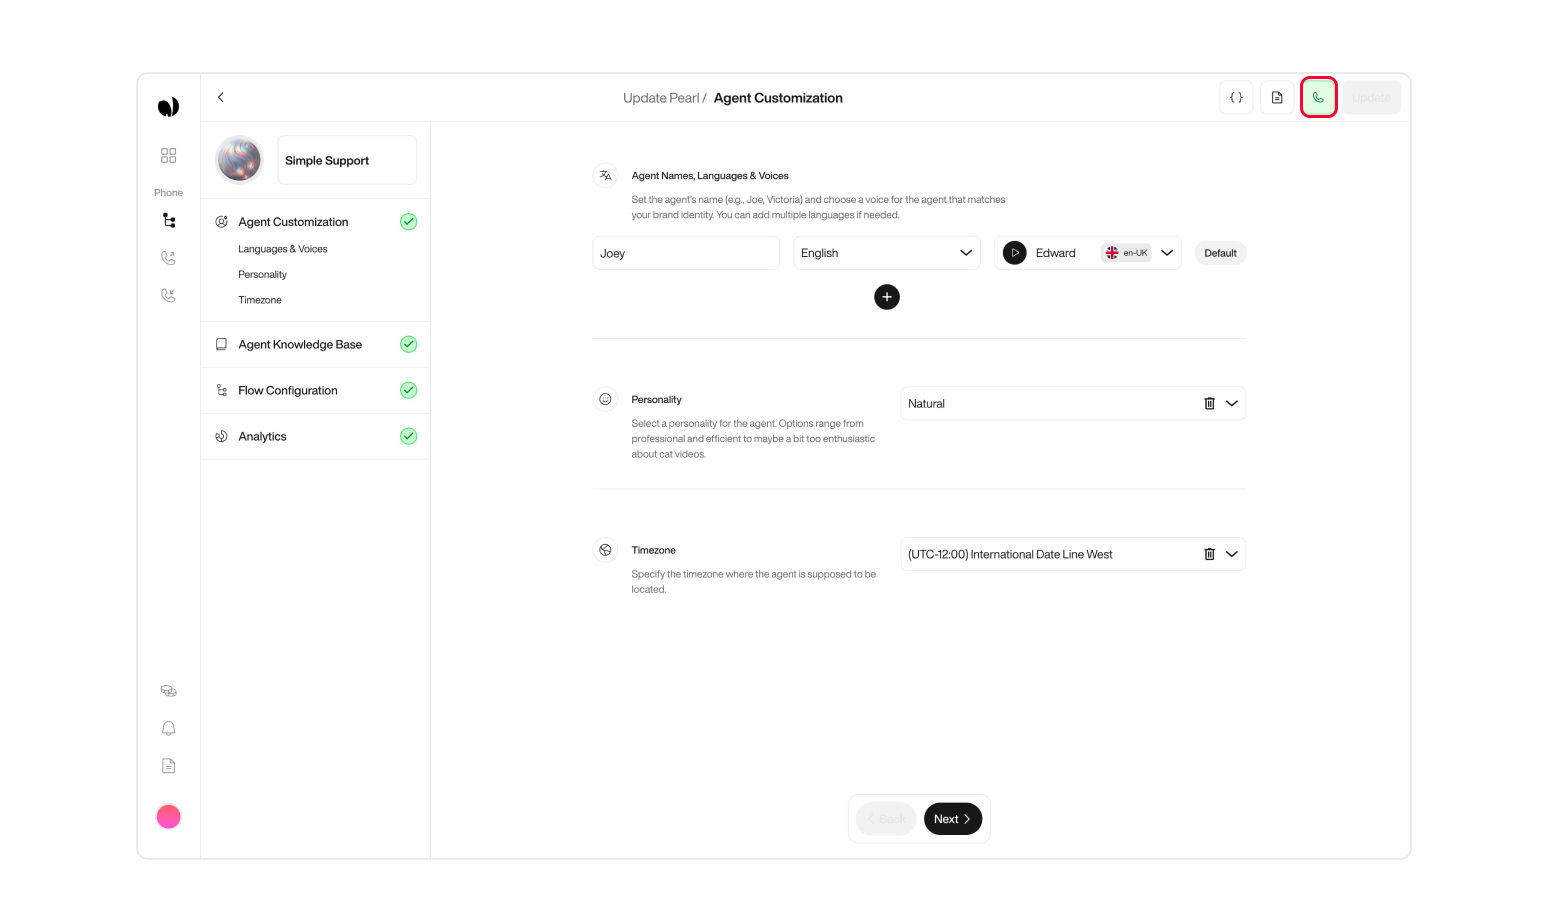 Update Pearl / Agent Customization
{ }
Update
Phone
Simple Support
Agent Customization
Languages & Voices
Personality
Timezone
Agent Knowledge Base
Flow Configuration
Analytics
Agent Names, Languages & Voices
Set the agent's name (e.g., Joe, Victoria) and choose a voice for the agent that matches
your brand identity. You can add multiple languages if needed.
Joey
English
Edward
en-UK
Default
Personality
Select a personality for the agent. Options range from
professional and efficient to maybe a bit too enthusiastic
about cat videos.
Natural
Timezone
Specify the timezone where the agent is supposed to be
located.
(UTC-12:00) International Date Line West
Back
Next